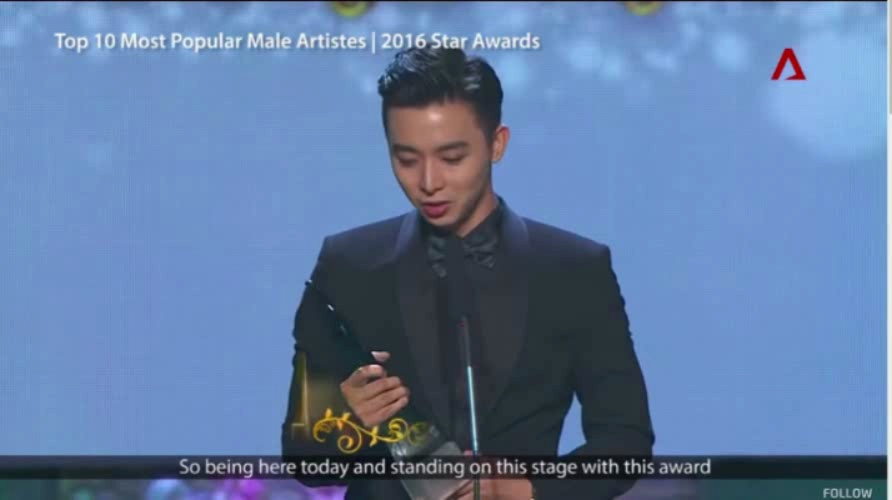 Top 10 Most Popular Male Artistes | 2016 Star Awards
So being here today and standing on this stage with this award
FOLLOW